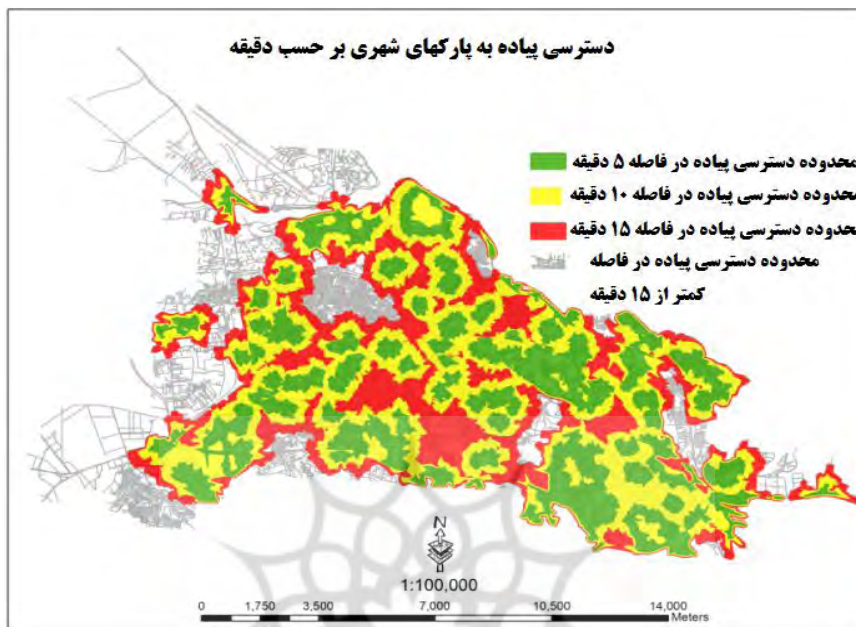 دسترسی پیاده به پارکهای شهری بر حسب دقیقه
محدوده دسترسی پیاده در فاصله ۵ دقیقه
محدوده دسترسی پیاده در فاصله ۱۰ دقیقه
محدوده دسترسی پیاده در فاصله ۱۵ دقیقه
محدوده دسترسی پیاده در فاصله
کمتر از ۱۵ دقیقه
N
1:100,000
0 1,750 3,500 7,000 10,500 14,000
Meters